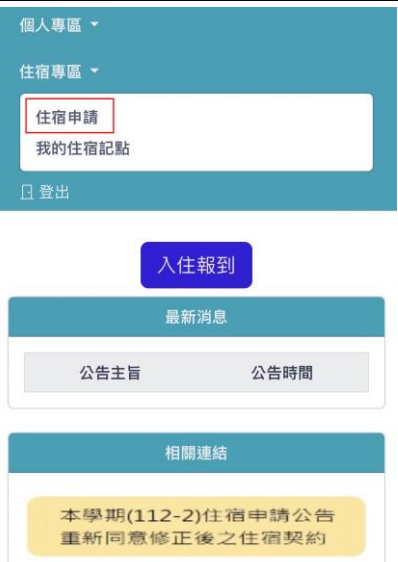 個人專區
住宿專區
住宿申請
我的住宿記點
登出
入住報到
最新消息
公告主旨 公告時間
相關連結
本學期(112-2)住宿申請公告
重新同意修正後之住宿契約